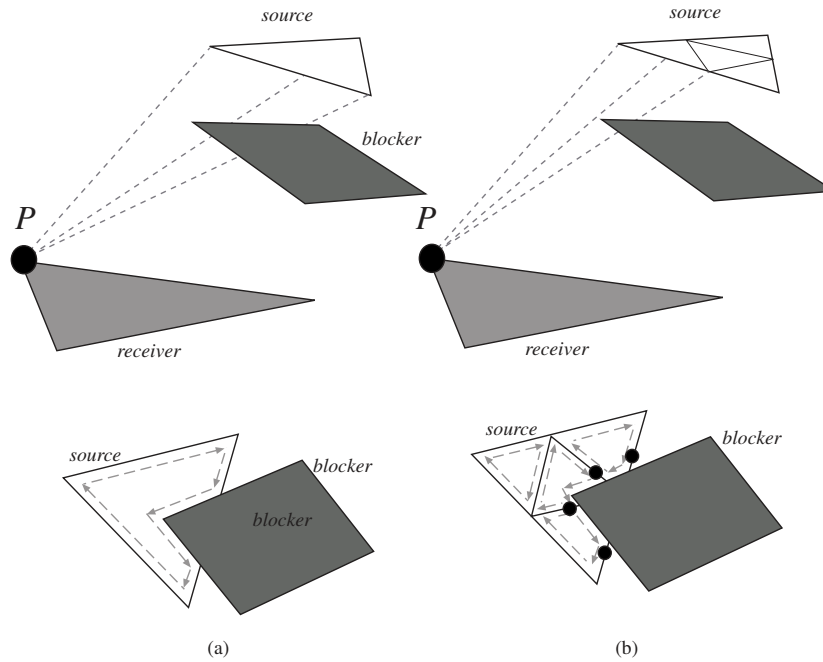 source
source
blocker
P
P
receiver
receiver
source
blocker
blocker
source
blocker
(a)
(b)